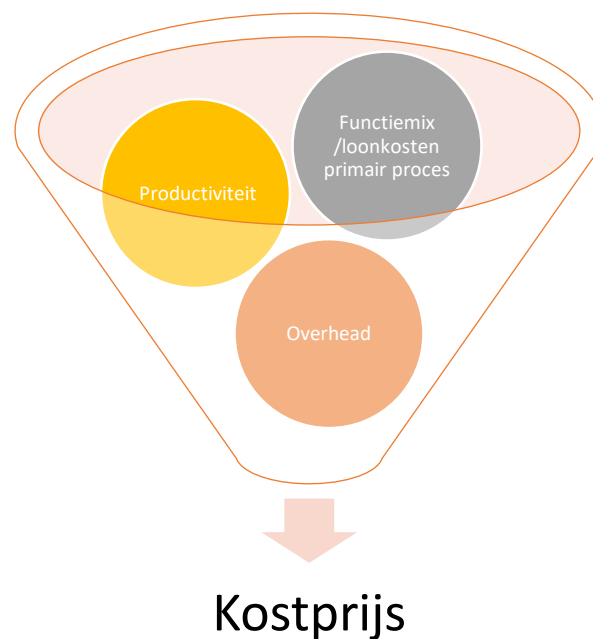 Functiemix
/loonkosten
primair proces
Productiviteit
Overhead
Kostprijs